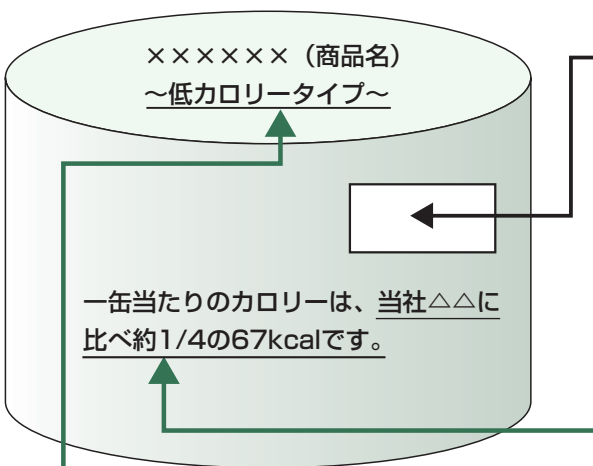 ××××××（商品名）
～低カロリータイプ～
一缶当たりのカロリーは、当社△△に
比べ約1/4の67kcalです。